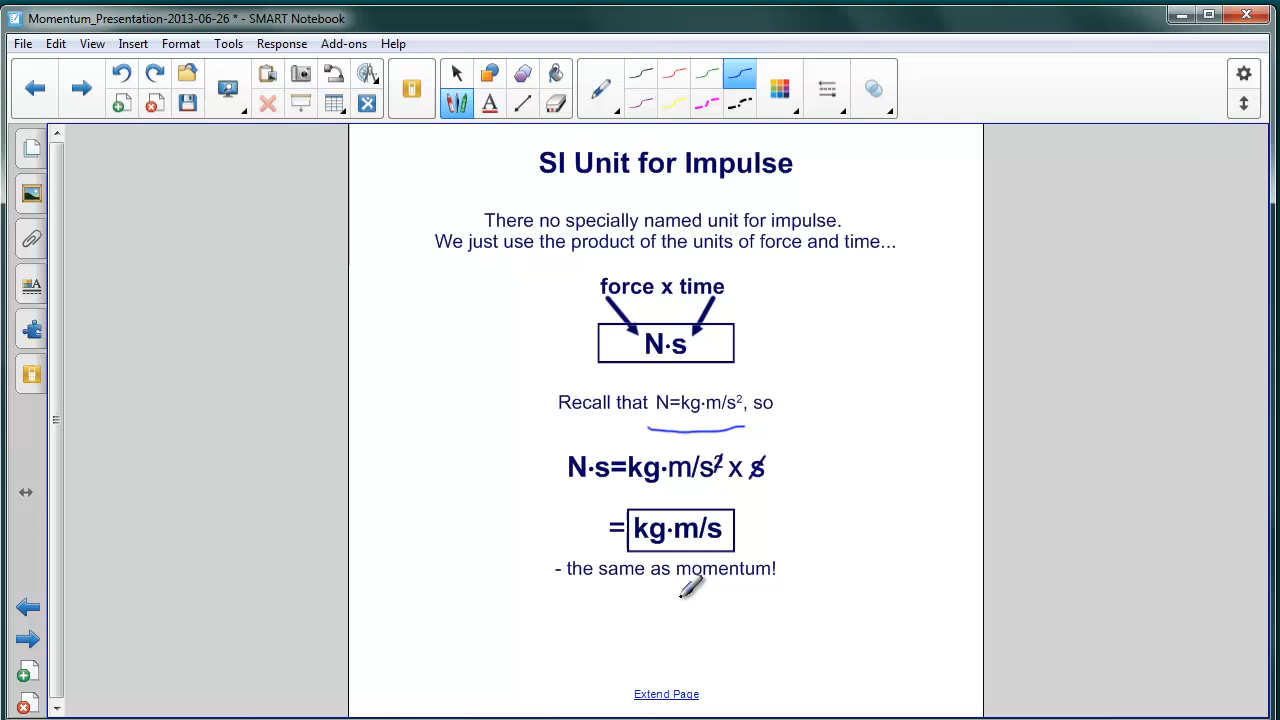 Momentum_Presentation-2013-06-26 * - SMART Notebook
File Edit View Insert Format Tools Response Add-ons Help
SI Unit for Impulse
There no specially named unit for impulse.
We just use the product of the units of force and time...
force x time
N·s
Recall that N=kg·m/s², so
N·s=kg·m/s² x s
= kg·m/s
- the same as momentum!
Extend Page